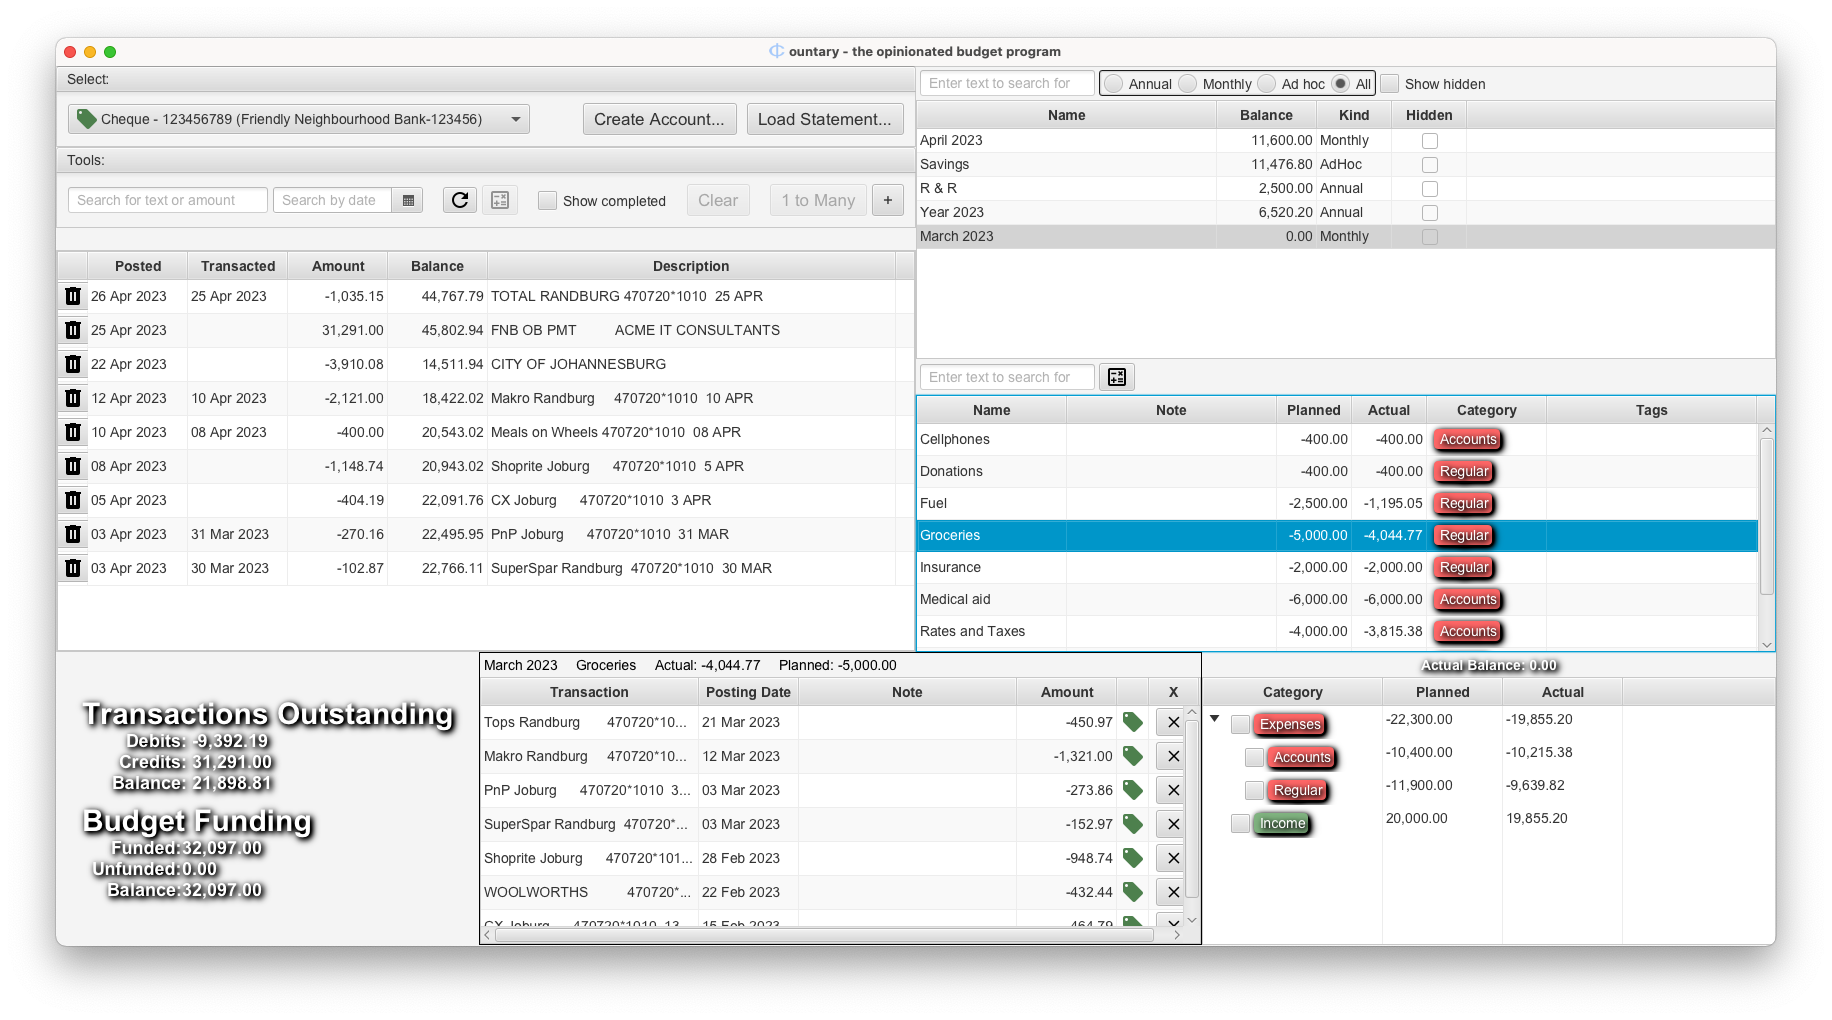 ountary - the opinionated budget program
Select:
Cheque - 123456789 (Friendly Neighbourhood Bank-123456)
Create Account...
Load Statement...
Tools:
Search for text or amount
Search by date
Show completed
Clear
1 to Many
+
Posted Transacted Amount Balance Description
26 Apr 2023 25 Apr 2023 -1,035.15 44,767.79 TOTAL RANDBURG 470720*1010 25 APR
25 Apr 2023 31,291.00 45,802.94 FNB OB PMT ACME IT CONSULTANTS
22 Apr 2023 -3,910.08 14,511.94 CITY OF JOHANNESBURG
12 Apr 2023 10 Apr 2023 -2,121.00 18,422.02 Makro Randburg 470720*1010 10 APR
10 Apr 2023 08 Apr 2023 -400.00 20,543.02 Meals on Wheels 470720*1010 08 APR
08 Apr 2023 -1,148.74 20,943.02 Shoprite Joburg 470720*1010 5 APR
05 Apr 2023 -404.19 22,091.76 CX Joburg 470720*1010 3 APR
03 Apr 2023 31 Mar 2023 -270.16 22,495.95 PnP Joburg 470720*1010 31 MAR
03 Apr 2023 30 Mar 2023 -102.87 22,766.11 SuperSpar Randburg 470720*1010 30 MAR
Enter text to search for
Annual Monthly Ad hoc All Show hidden
Name Balance Kind Hidden
April 2023 11,600.00 Monthly
Savings 11,476.80 AdHoc
R & R 2,500.00 Annual
Year 2023 6,520.20 Annual
March 2023 0.00 Monthly
Enter text to search for
Name Note Planned Actual Category Tags
Cellphones -400.00 -400.00 Accounts
Donations -400.00 -400.00 Regular
Fuel -2,500.00 -1,195.05 Regular
Groceries -5,000.00 -4,044.77 Regular
Insurance -2,000.00 -2,000.00 Regular
Medical aid -6,000.00 -6,000.00 Accounts
Rates and Taxes -4,000.00 -3,815.38 Accounts
Transactions Outstanding
Debits: -9,392.19
Credits: 31,291.00
Balance: 21,898.81
Budget Funding
Funded:32,097.00
Unfunded:0.00
Balance:32,097.00
March 2023 Groceries Actual: -4,044.77 Planned: -5,000.00
Transaction Posting Date Note Amount X
Tops Randburg 470720*10... 21 Mar 2023 -450.97
Makro Randburg 470720*10... 12 Mar 2023 -1,321.00
PnP Joburg 470720*1010 3... 03 Mar 2023 -273.86
SuperSpar Randburg 470720*... 03 Mar 2023 -152.97
Shoprite Joburg 470720*101... 28 Feb 2023 -948.74
WOOLWORTHS 470720*... 22 Feb 2023 -432.44
CX Joburg 470720*1010 13... 15 Feb 2023 -464.79
Actual Balance: 0.00
Category Planned Actual
Expenses -22,300.00 -19,855.20
Accounts -10,400.00 -10,215.38
Regular -11,900.00 -9,639.82
Income 20,000.00 19,855.20